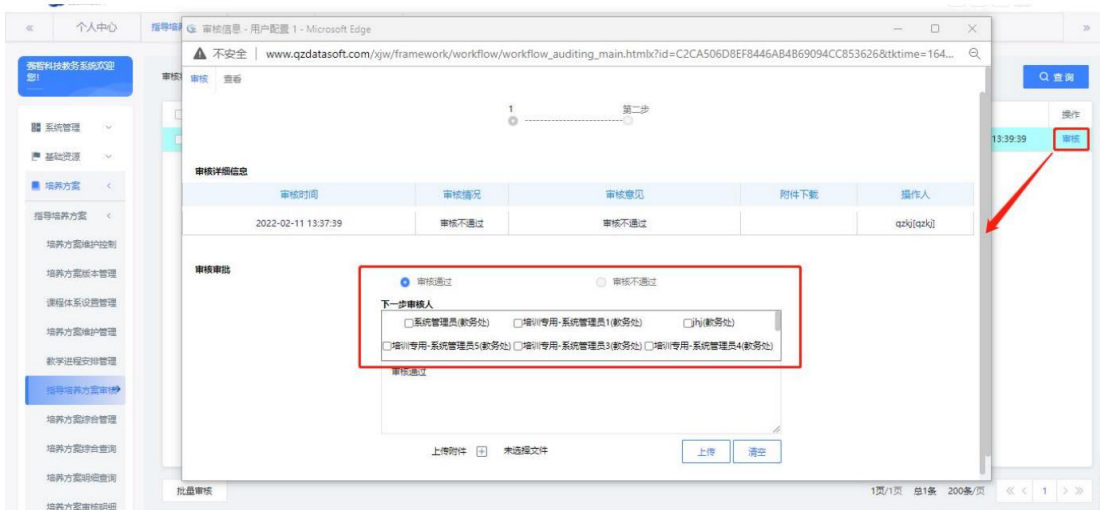 « 个人中心 指导培养 »
审核信息 - 用户配置 1 - Microsoft Edge
不安全 | www.qzdatasoft.com/xjw/framework/workflow/workflow_auditing_main.htmlx?id=C2CA506D8EF8446AB4B69094CC853626&tktime=164...
强智科技教务系统欢迎您!
审核 查看
查询
系统管理
基础资源
培养方案
指导培养方案
培养方案维护控制
培养方案版本管理
课程体系设置管理
培养方案维护管理
教学进程安排管理
指导培养方案审核
培养方案综合管理
培养方案综合查询
培养方案明细查询
培养方案审核明细
1 第二步
操作
13:39:39 审核
审核详细信息
审核时间 审核情况 审核意见 附件下载 操作人
2022-02-11 13:37:39 审核不通过 审核不通过 qzkj[qzkj]
审核审批
审核通过 审核不通过
下一步审核人
系统管理员(教务处) 培训专用-系统管理员1(教务处) jhj(教务处)
培训专用-系统管理员5(教务处) 培训专用-系统管理员3(教务处) 培训专用-系统管理员4(教务处)
审核通过
上传附件 未选择文件 上传 清空
批量审核 1页/1页 总1条 200条/页 « < 1 > »